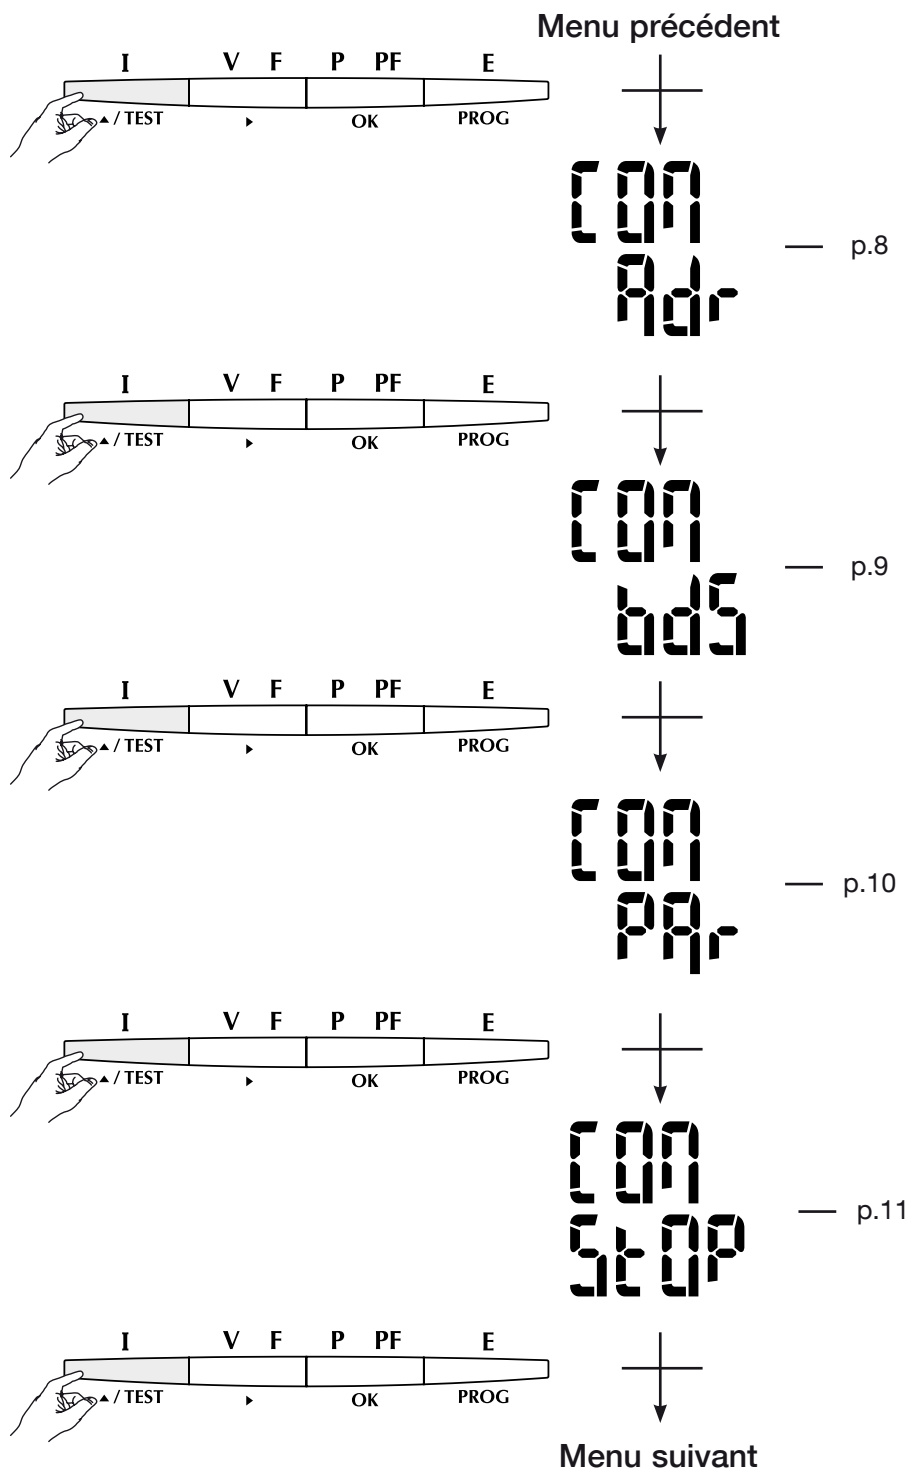 Menu précédent
I V F P PF E
▲ / TEST ▶ OK PROG
COM
Adr
p.8
I V F P PF E
▲ / TEST ▶ OK PROG
COM
bdS
p.9
I V F P PF E
▲ / TEST ▶ OK PROG
COM
PAr
p.10
I V F P PF E
▲ / TEST ▶ OK PROG
COM
StOP
p.11
I V F P PF E
▲ / TEST ▶ OK PROG
Menu suivant